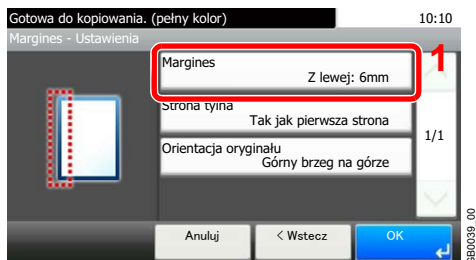 Gotowa do kopiowania. (pełny kolor) 10:10
Margines - Ustawienia
1
Margines
Z lewej: 6mm
Strona tylna
Tak jak pierwsza strona
1/1
Orientacja oryginału
Górny brzeg na górze
Anuluj < Wstecz OK
GB0039_00